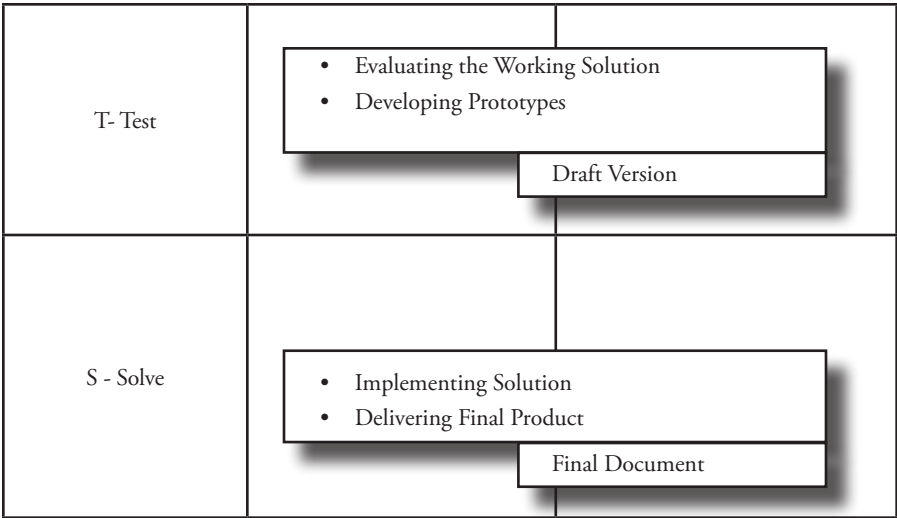 T- Test
• Evaluating the Working Solution
• Developing Prototypes
Draft Version
S - Solve
• Implementing Solution
• Delivering Final Product
Final Document